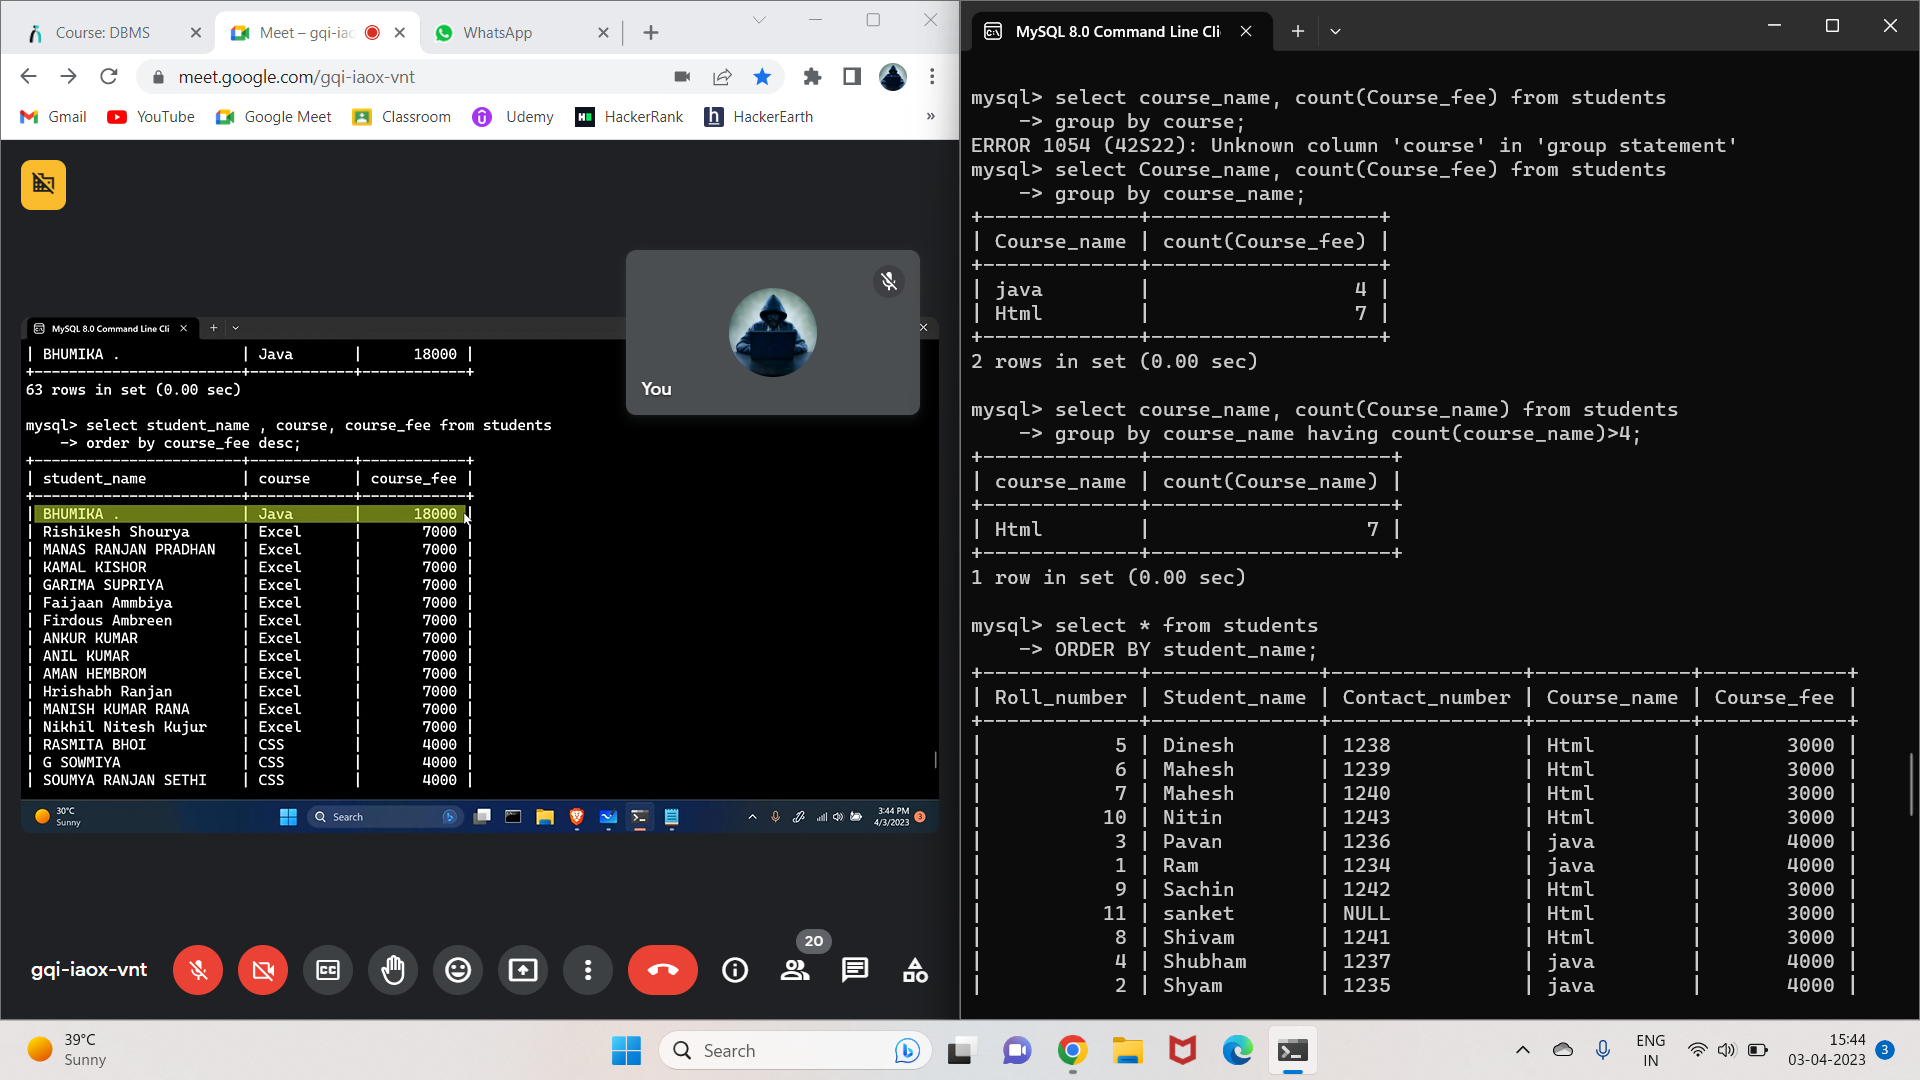 Course: DBMS
Meet – gqi-iao
WhatsApp
meet.google.com/gqi-iaox-vnt
Gmail
YouTube
Google Meet
Classroom
Udemy
HackerRank
HackerEarth
»
You
MySQL 8.0 Command Line Cli
| BHUMIKA . | Java | 18000 |
+-------------------------+-------------+-------------+
63 rows in set (0.00 sec)
mysql> select student_name , course, course_fee from students
-> order by course_fee desc;
+-------------------------+-------------+-------------+
| student_name | course | course_fee |
+-------------------------+-------------+-------------+
| BHUMIKA . | Java | 18000 |
| Rishikesh Shourya | Excel | 7000 |
| MANAS RANJAN PRADHAN | Excel | 7000 |
| KAMAL KISHOR | Excel | 7000 |
| GARIMA SUPRIYA | Excel | 7000 |
| Faijaan Ammbiya | Excel | 7000 |
| Firdous Ambreen | Excel | 7000 |
| ANKUR KUMAR | Excel | 7000 |
| ANIL KUMAR | Excel | 7000 |
| AMAN HEMBROM | Excel | 7000 |
| Hrishabh Ranjan | Excel | 7000 |
| MANISH KUMAR RANA | Excel | 7000 |
| Nikhil Nitesh Kujur | Excel | 7000 |
| RASMITA BHOI | CSS | 4000 |
| G SOWMIYA | CSS | 4000 |
| SOUMYA RANJAN SETHI | CSS | 4000 |
30°C
Sunny
Search
3:44 PM
4/3/2023
3
gqi-iaox-vnt
20
MySQL 8.0 Command Line Cli
mysql> select course_name, count(Course_fee) from students
-> group by course;
ERROR 1054 (42S22): Unknown column 'course' in 'group statement'
mysql> select Course_name, count(Course_fee) from students
-> group by course_name;
+-------------+-------------------+
| Course_name | count(Course_fee) |
+-------------+-------------------+
| java | 4 |
| Html | 7 |
+-------------+-------------------+
2 rows in set (0.00 sec)
mysql> select course_name, count(Course_name) from students
-> group by course_name having count(course_name)>4;
+-------------+--------------------+
| course_name | count(Course_name) |
+-------------+--------------------+
| Html | 7 |
+-------------+--------------------+
1 row in set (0.00 sec)
mysql> select * from students
-> ORDER BY student_name;
+-------------+--------------+----------------+-------------+------------+
| Roll_number | Student_name | Contact_number | Course_name | Course_fee |
+-------------+--------------+----------------+-------------+------------+
| 5 | Dinesh | 1238 | Html | 3000 |
| 6 | Mahesh | 1239 | Html | 3000 |
| 7 | Mahesh | 1240 | Html | 3000 |
| 10 | Nitin | 1243 | Html | 3000 |
| 3 | Pavan | 1236 | java | 4000 |
| 1 | Ram | 1234 | java | 4000 |
| 9 | Sachin | 1242 | Html | 3000 |
| 11 | sanket | NULL | Html | 3000 |
| 8 | Shivam | 1241 | Html | 3000 |
| 4 | Shubham | 1237 | java | 4000 |
| 2 | Shyam | 1235 | java | 4000 |
39°C
Sunny
Search
ENG
IN
15:44
03-04-2023
3